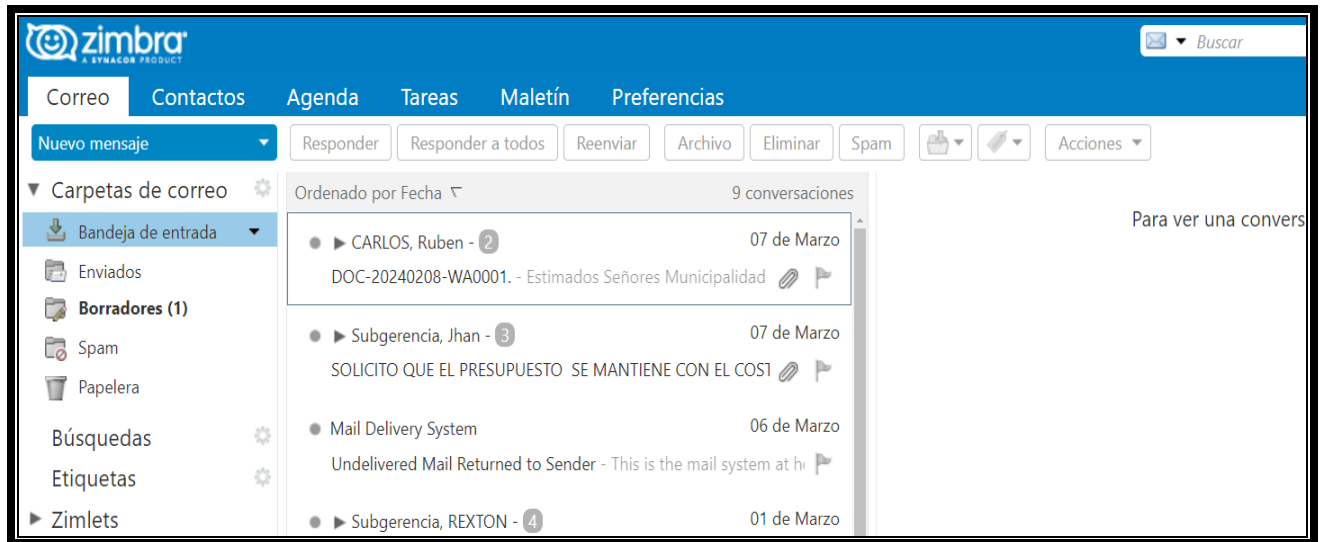 zimbra
A SYNACOR PRODUCT
Buscar
Correo Contactos Agenda Tareas Maletín Preferencias
Nuevo mensaje Responder Responder a todos Reenviar Archivo Eliminar Spam Acciones
Carpetas de correo
Bandeja de entrada
Enviados
Borradores (1)
Spam
Papelera
Búsquedas
Etiquetas
Zimlets
Ordenado por Fecha 9 conversaciones
CARLOS, Ruben - 2 07 de Marzo
DOC-20240208-WA0001. - Estimados Señores Municipalidad
Subgerencia, Jhan - 3 07 de Marzo
SOLICITO QUE EL PRESUPUESTO SE MANTIENE CON EL COST
Mail Delivery System 06 de Marzo
Undelivered Mail Returned to Sender - This is the mail system at h
Subgerencia, REXTON - 4 01 de Marzo
Para ver una convers